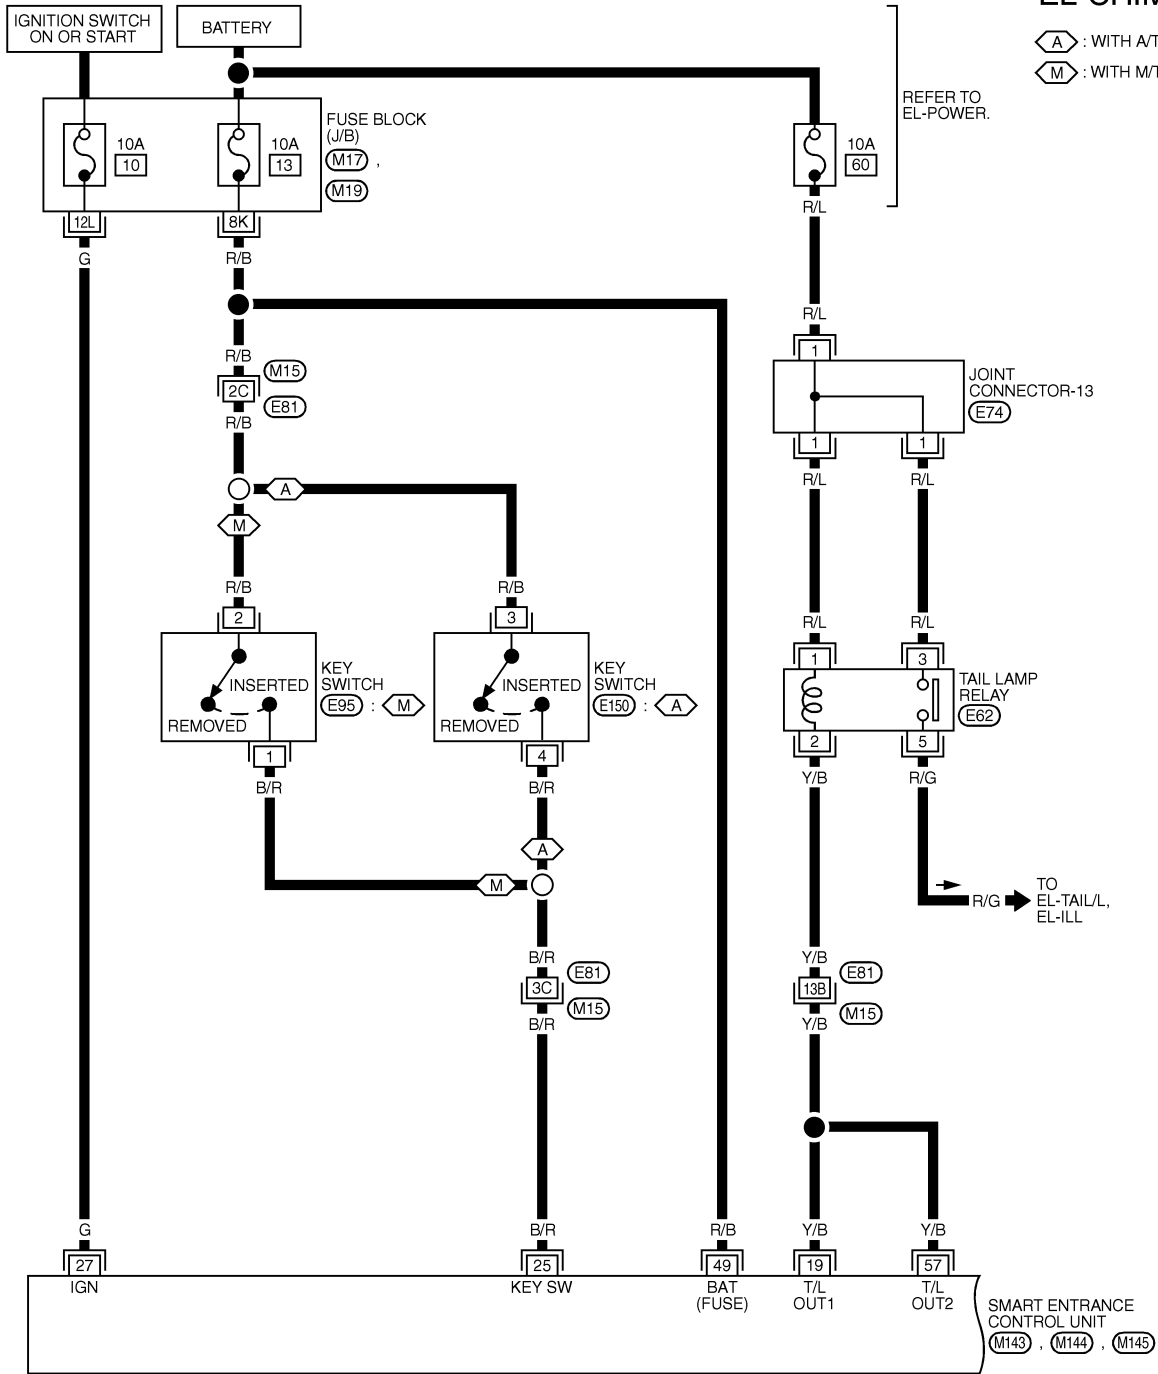 EL-CHIM
IGNITION SWITCH
ON OR START
BATTERY
A : WITH A/T
M : WITH M/T
REFER TO
EL-POWER.
FUSE BLOCK
(J/B)
M17 ,
M19
10A
10
10A
13
10A
60
12L
8K
R/L
G
R/B
R/L
R/B
M15
2C
E81
R/B
1
JOINT
CONNECTOR-13
E74
1
1
R/L
R/L
A
M
R/B
R/B
2
3
R/L
R/L
1
3
KEY
SWITCH
E95 : M
INSERTED
REMOVED
KEY
SWITCH
E150 : A
INSERTED
REMOVED
TAIL LAMP
RELAY
E62
1
4
2
5
B/R
B/R
Y/B
R/G
A
M
R/G
TO
EL-TAIL/L,
EL-ILL
B/R
E81
3C
M15
B/R
Y/B
E81
13B
M15
Y/B
G
B/R
R/B
Y/B
Y/B
27
25
49
19
57
IGN
KEY SW
BAT
(FUSE)
T/L
OUT1
T/L
OUT2
SMART ENTRANCE
CONTROL UNIT
M143 , M144 , M145